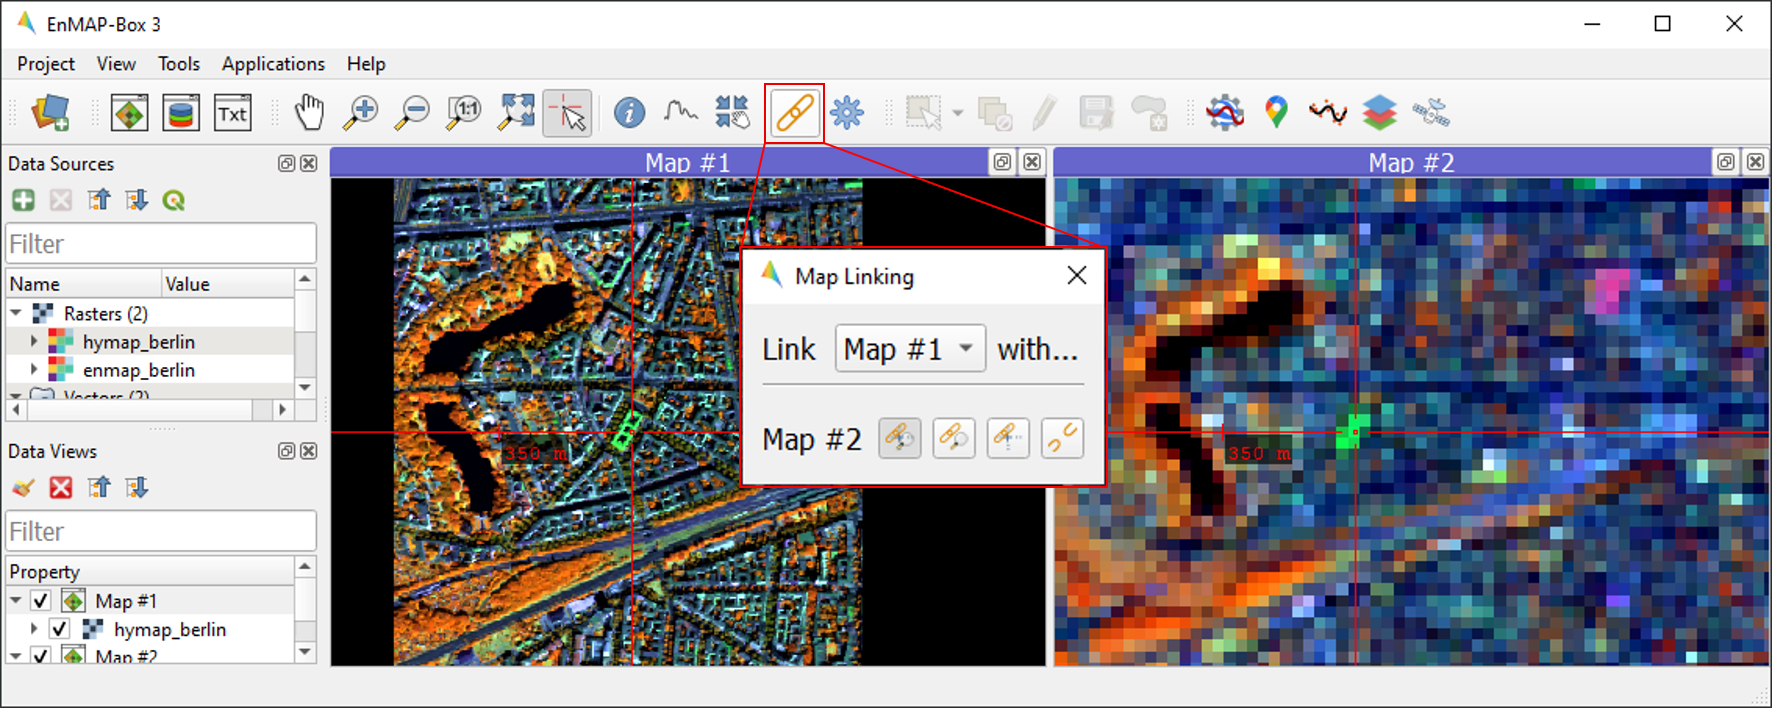 EnMAP-Box 3
Project View Tools Applications Help
1:1
Txt
Data Sources
Filter
Name Value
Rasters (2)
hymap_berlin
enmap_berlin
Vectors (2)
Data Views
Filter
Property
Map #1
hymap_berlin
Map #2
Map #1
350 m
Map Linking
Link Map #1 with...
Map #2
Map #2
350 m